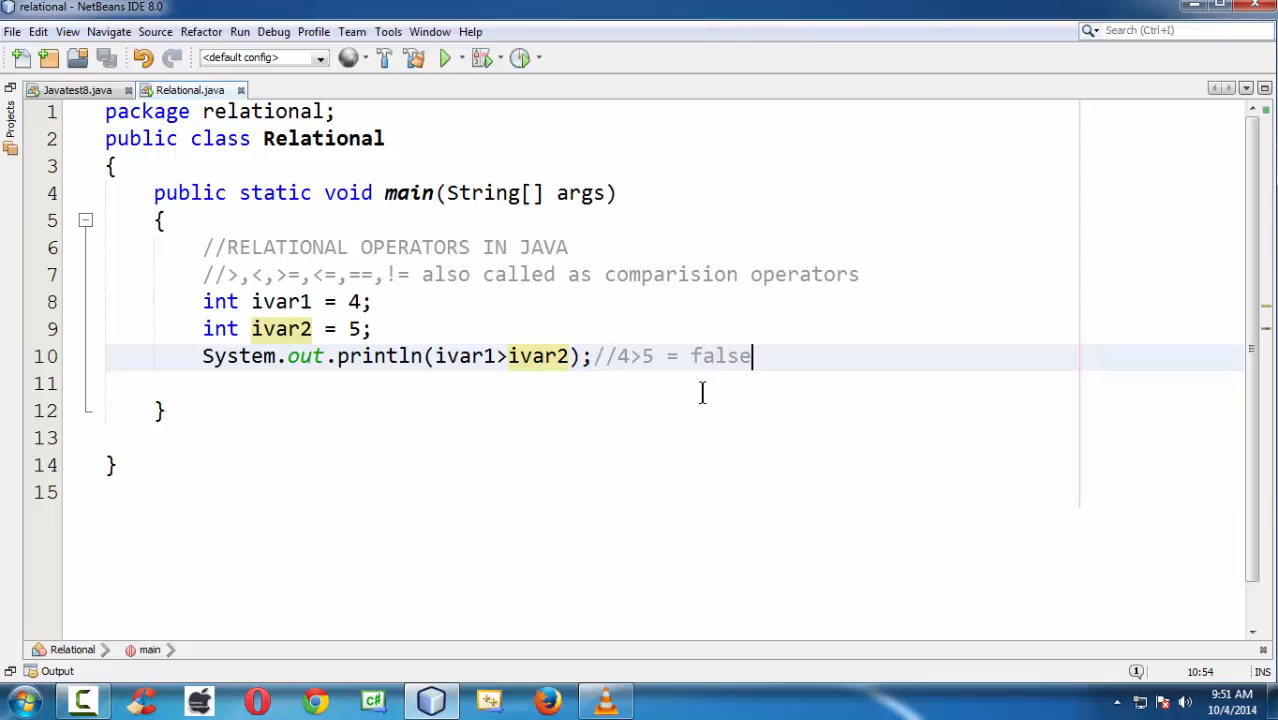 relational - NetBeans IDE 8.0
File Edit View Navigate Source Refactor Run Debug Profile Team Tools Window Help
Search (Ctrl+I)
<default config>
Javatest8.java Relational.java
Projects
1 package relational;
2 public class Relational
3 {
4 public static void main(String[] args)
5 {
6 //RELATIONAL OPERATORS IN JAVA
7 //>,<,>=,<=,==,!= also called as comparision operators
8 int ivar1 = 4;
9 int ivar2 = 5;
10 System.out.println(ivar1>ivar2);//4>5 = false
11
12 }
13
14 }
15
Relational main
Output
1 10:54 INS
C C#
9:51 AM
10/4/2014